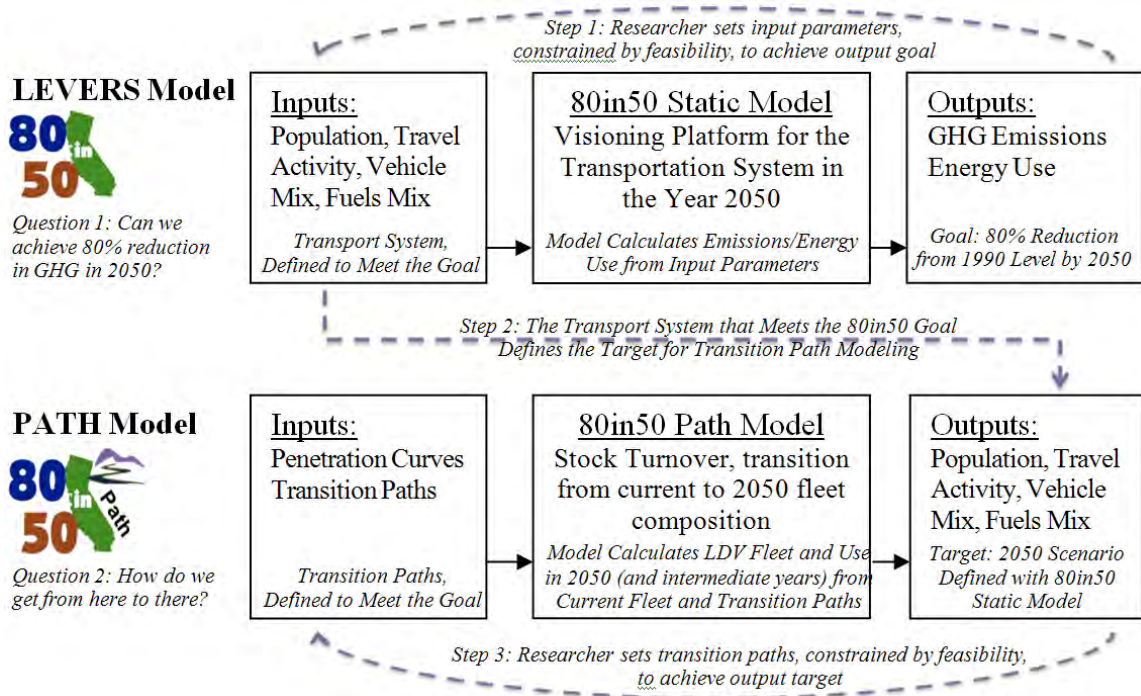 Step 1: Researcher sets input parameters,
constrained by feasibility, to achieve output goal
LEVERS Model
80
in
50
Question 1: Can we
achieve 80% reduction
in GHG in 2050?
Inputs:
Population, Travel
Activity, Vehicle
Mix, Fuels Mix
Transport System,
Defined to Meet the Goal
80in50 Static Model
Visioning Platform for the
Transportation System in
the Year 2050
Model Calculates Emissions/Energy
Use from Input Parameters
Outputs:
GHG Emissions
Energy Use
Goal: 80% Reduction
from 1990 Level by 2050
Step 2: The Transport System that Meets the 80in50 Goal
Defines the Target for Transition Path Modeling
PATH Model
80
in
50
Path
Question 2: How do we
get from here to there?
Inputs:
Penetration Curves
Transition Paths
Transition Paths,
Defined to Meet the Goal
80in50 Path Model
Stock Turnover, transition
from current to 2050 fleet
composition
Model Calculates LDV Fleet and Use
in 2050 (and intermediate years) from
Current Fleet and Transition Paths
Outputs:
Population, Travel
Activity, Vehicle
Mix, Fuels Mix
Target: 2050 Scenario
Defined with 80in50
Static Model
Step 3: Researcher sets transition paths, constrained by feasibility,
to achieve output target